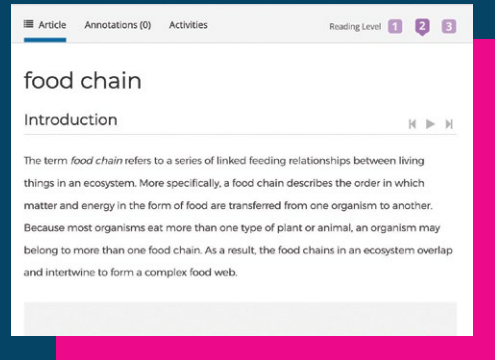 Article Annotations (0) Activities Reading Level 1 2 3
food chain
Introduction
The term food chain refers to a series of linked feeding relationships between living
things in an ecosystem. More specifically, a food chain describes the order in which
matter and energy in the form of food are transferred from one organism to another.
Because most organisms eat more than one type of plant or animal, an organism may
belong to more than one food chain. As a result, the food chains in an ecosystem overlap
and intertwine to form a complex food web.